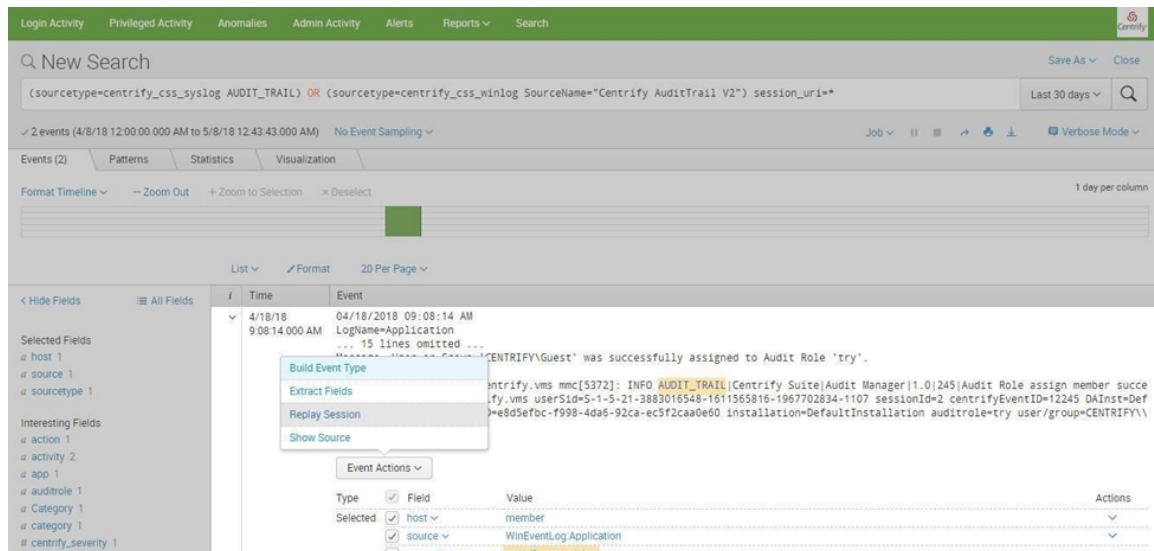 Login Activity Privileged Activity Anomalies Admin Activity Alerts Reports Search
Centrify
New Search
Save As Close
(sourcetype=centrify_css_syslog AUDIT_TRAIL) OR (sourcetype=centrify_css_winlog SourceName="Centrify AuditTrail V2") session_uri=*
Last 30 days
✓ 2 events (4/8/18 12:00:00.000 AM to 5/8/18 12:43:43.000 AM) No Event Sampling
Job Verbose Mode
Events (2) Patterns Statistics Visualization
Format Timeline — Zoom Out + Zoom to Selection × Deselect
1 day per column
List Format 20 Per Page
< Hide Fields All Fields
i Time Event
Selected Fields
a host 1
a source 1
a sourcetype 1
Interesting Fields
a action 1
a activity 2
a app 1
a auditrole 1
a Category 1
a category 1
# centrify_severity 1
4/18/18
9:08:14.000 AM
04/18/2018 09:08:14 AM
LogName=Application
... 15 lines omitted ...
'CENTRIFY\Guest' was successfully assigned to Audit Role 'try'.
entrify.vms mmc[5372]: INFO AUDIT_TRAIL|Centrify Suite|Audit Manager|1.0|245|Audit Role assign member succe
ify.vms userSid=S-1-5-21-3883016548-1611565816-1967702834-1107 sessionId=2 centrifyEventID=12245 DAInst=Def
D=e8d5efbc-f998-4da6-92ca-ec5f2caa0e60 installation=DefaultInstallation auditrole=try user/group=CENTRIFY\\
Build Event Type
Extract Fields
Replay Session
Show Source
Event Actions
Type Field Value Actions
Selected host member
source WinEventLog:Application